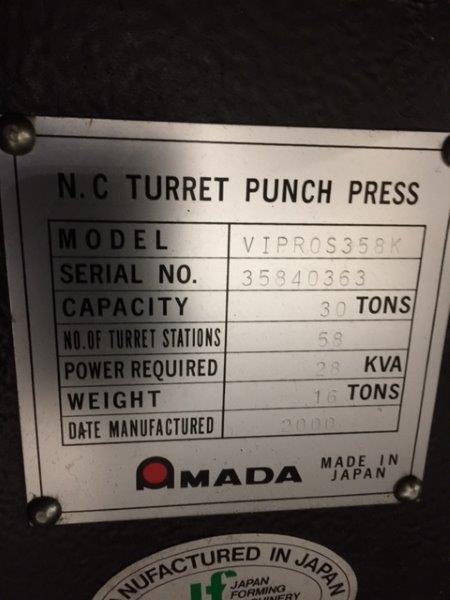 N.C TURRET PUNCH PRESS
MODEL VIPROS358K
SERIAL NO. 35840363
CAPACITY 30 TONS
NO.OF TURRET STATIONS 58
POWER REQUIRED 28 KVA
WEIGHT 16 TONS
DATE MANUFACTURED 2000
AMADA MADE IN JAPAN
NUFACTURED IN JAPAN
JAPAN
FORMING